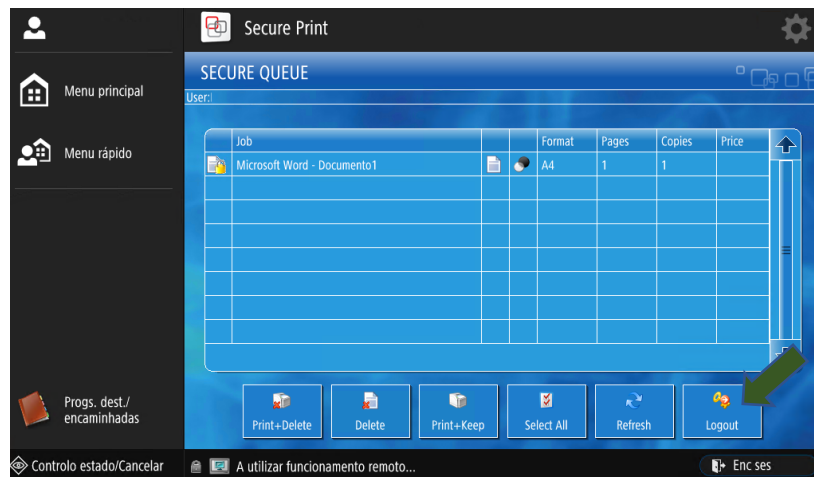 Secure Print
SECURE QUEUE
User:
Menu principal
Menu rápido
Job Format Pages Copies Price
Microsoft Word - Documento1 A4 1 1
Progs. dest./
encaminhadas
Print+Delete Delete Print+Keep Select All Refresh Logout
Controlo estado/Cancelar A utilizar funcionamento remoto... Enc ses